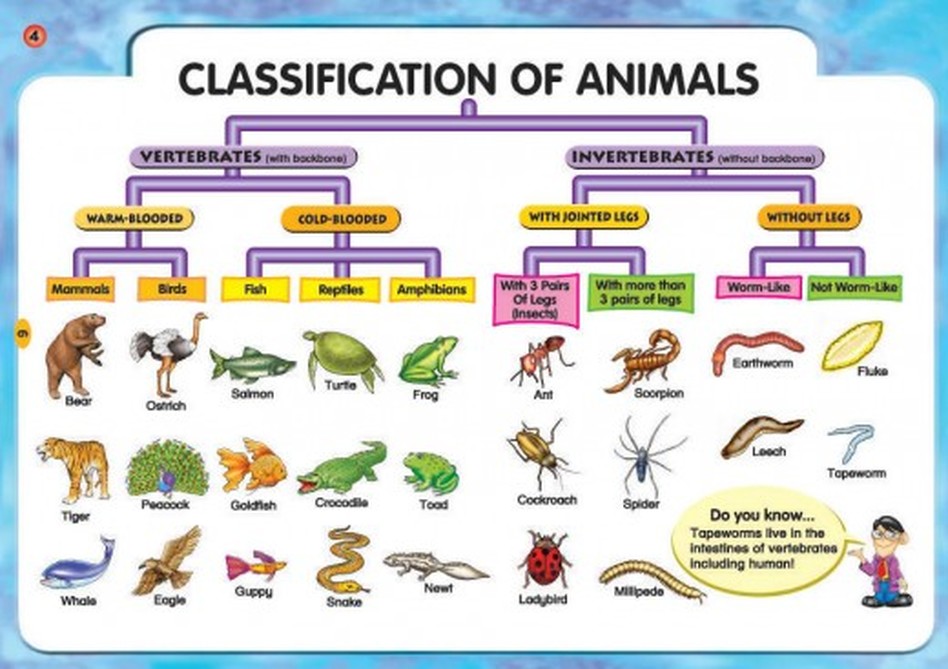 4
CLASSIFICATION OF ANIMALS
VERTEBRATES (with backbone)
INVERTEBRATES (without backbone)
WARM-BLOODED
COLD-BLOODED
WITH JOINTED LEGS
WITHOUT LEGS
Mammals
Birds
Fish
Reptiles
Amphibians
With 3 Pairs
Of Legs
(Insects)
With more than
3 pairs of legs
Worm-Like
Not Worm-Like
Bear
Ostrich
Salmon
Turtle
Frog
Ant
Scorpion
Earthworm
Fluke
Tiger
Peacock
Goldfish
Crocodile
Toad
Cockroach
Spider
Leech
Tapeworm
Whale
Eagle
Guppy
Snake
Newt
Ladybird
Millipede
Do you know...
Tapeworms live in the
intestines of vertebrates
including human!